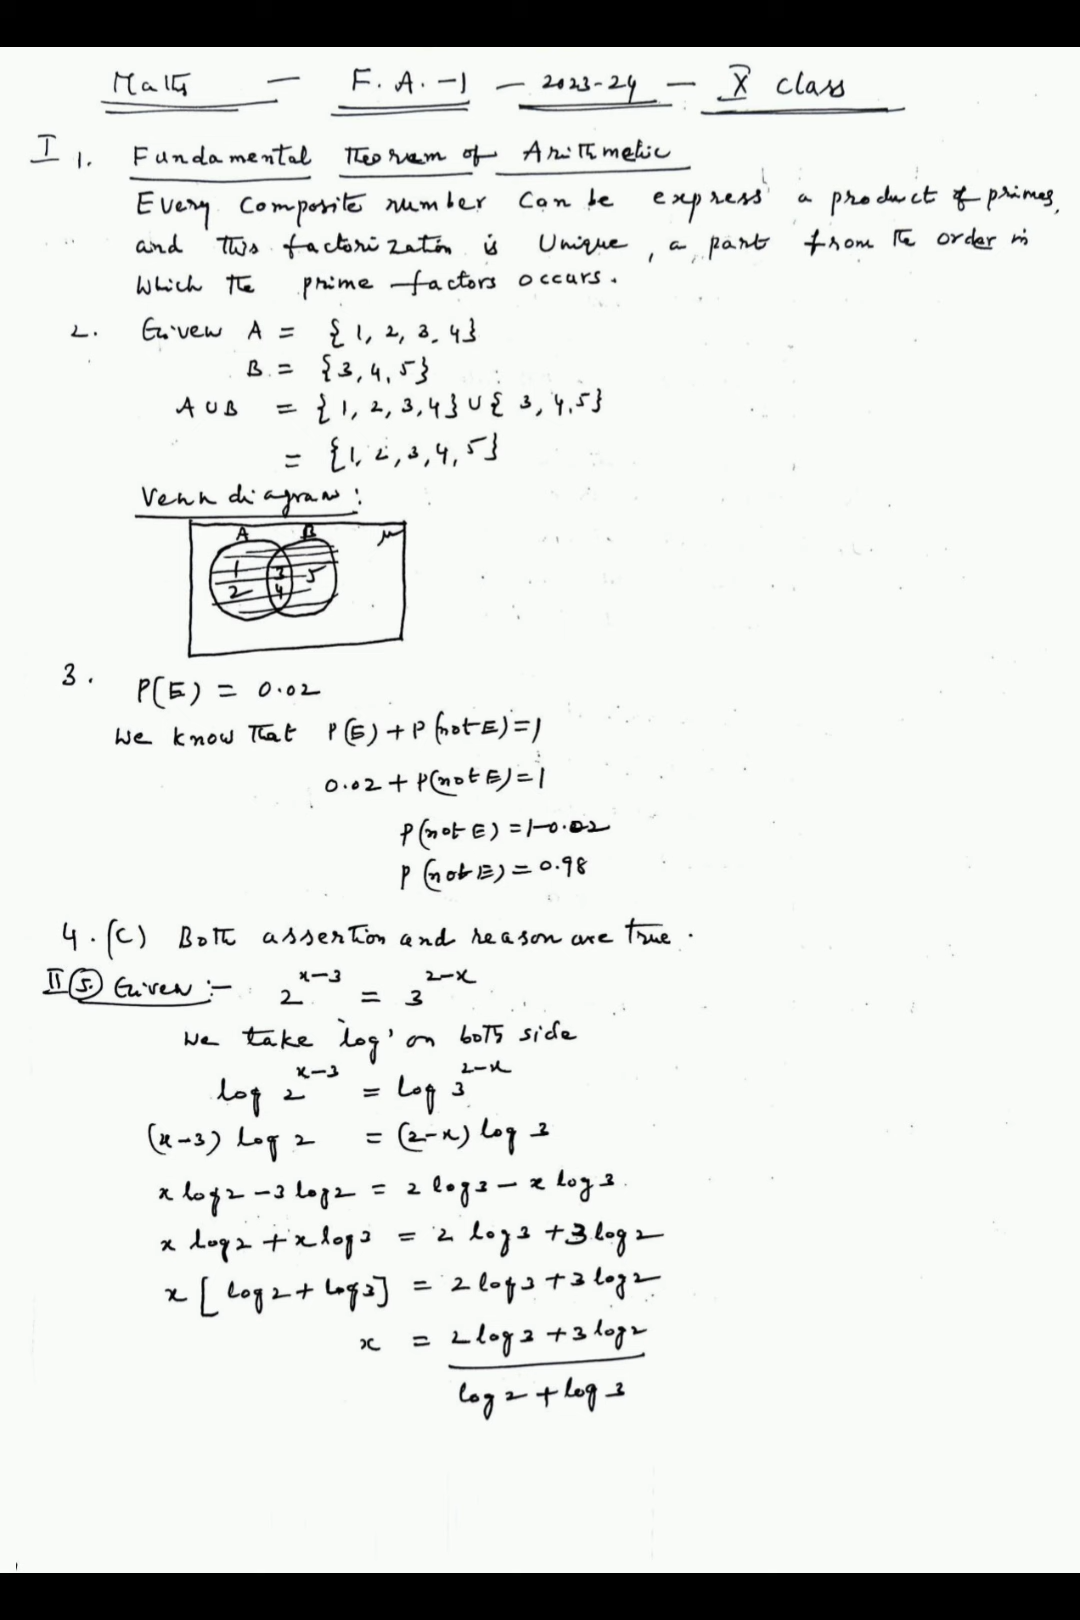 Maths - F.A.-1 - 2023-24 - X class
I 1. Fundamental Theorem of Arithmetic
Every composite number can be express a product of primes,
and this factorization is Unique, a part from the order in
which the prime factors occurs.
2. Given A = {1, 2, 3, 4}
B = {3, 4, 5}
A ∪ B = {1, 2, 3, 4} ∪ {3, 4, 5}
= {1, 2, 3, 4, 5}
Venn diagram:
A B μ
1 3 5
2 4
3. P(E) = 0.02
We know that P(E) + P(not E) = 1
0.02 + P(not E) = 1
P(not E) = 1-0.02
P(not E) = 0.98
4. (C) Both assertion and reason are true.
II 5. Given :- 2^{x-3} = 3^{2-x}
We take 'log' on both side
log 2^{x-3} = log 3^{2-x}
(x-3) log 2 = (2-x) log 3
x log 2 - 3 log 2 = 2 log 3 - x log 3
x log 2 + x log 3 = 2 log 3 + 3 log 2
x [log 2 + log 3] = 2 log 3 + 3 log 2
x = 2 log 3 + 3 log 2
log 2 + log 3